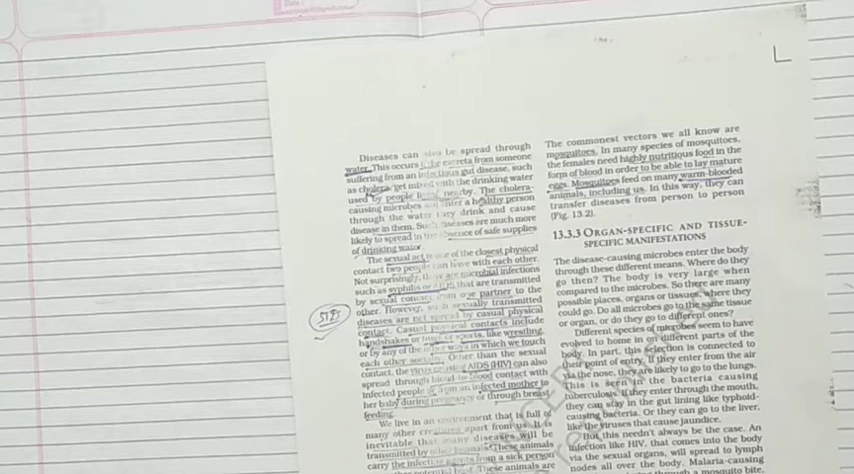 Date :
Diseases can also be spread through
water. This occurs if the excreta from someone
suffering from an infectious gut disease, such
as cholera, get mixed with the drinking water
used by people living nearby. The cholera-
causing microbes will enter a healthy person
through the water they drink and cause
disease in them. Such diseases are much more
likely to spread in the absence of safe supplies
of drinking water.
The sexual act is one of the closest physical
contact two people can have with each other.
Not surprisingly, there are microbial infections
such as syphilis or AIDS that are transmitted
by sexual contact from one partner to the
other. However, such sexually transmitted
diseases are not spread by casual physical
contact. Casual physical contacts include
handshakes or hugs or sports, like wrestling,
or by any of the other ways in which we touch
each other socially. Other than the sexual
contact, the virus causing AIDS (HIV) can also
spread through blood to blood contact with
infected people or from an infected mother to
her baby during pregnancy or through breast
feeding.
We live in an environment that is full of
many other creatures apart from us. It is
inevitable that many diseases will be
transmitted by other animals. These animals
carry the infecting agents from a sick person
These animals are
The commonest vectors we all know are
mosquitoes. In many species of mosquitoes,
the females need highly nutritious food in the
form of blood in order to be able to lay mature
eggs. Mosquitoes feed on many warm-blooded
animals, including us. In this way, they can
transfer diseases from person to person
(Fig. 13.2).
13.3.3 ORGAN-SPECIFIC AND TISSUE-
SPECIFIC MANIFESTATIONS
The disease-causing microbes enter the body
through these different means. Where do they
go then? The body is very large when
compared to the microbes. So there are many
possible places, organs or tissues, where they
could go. Do all microbes go to the same tissue
or organ, or do they go to different ones?
Different species of microbes seem to have
evolved to home in on different parts of the
body. In part, this selection is connected to
their point of entry. If they enter from the air
via the nose, they are likely to go to the lungs.
This is seen in the bacteria causing
tuberculosis. If they enter through the mouth,
they can stay in the gut lining like typhoid-
causing bacteria. Or they can go to the liver,
like the viruses that cause jaundice.
But this needn't always be the case. An
infection like HIV, that comes into the body
via the sexual organs, will spread to lymph
nodes all over the body. Malaria-causing
through a mosquito bite,